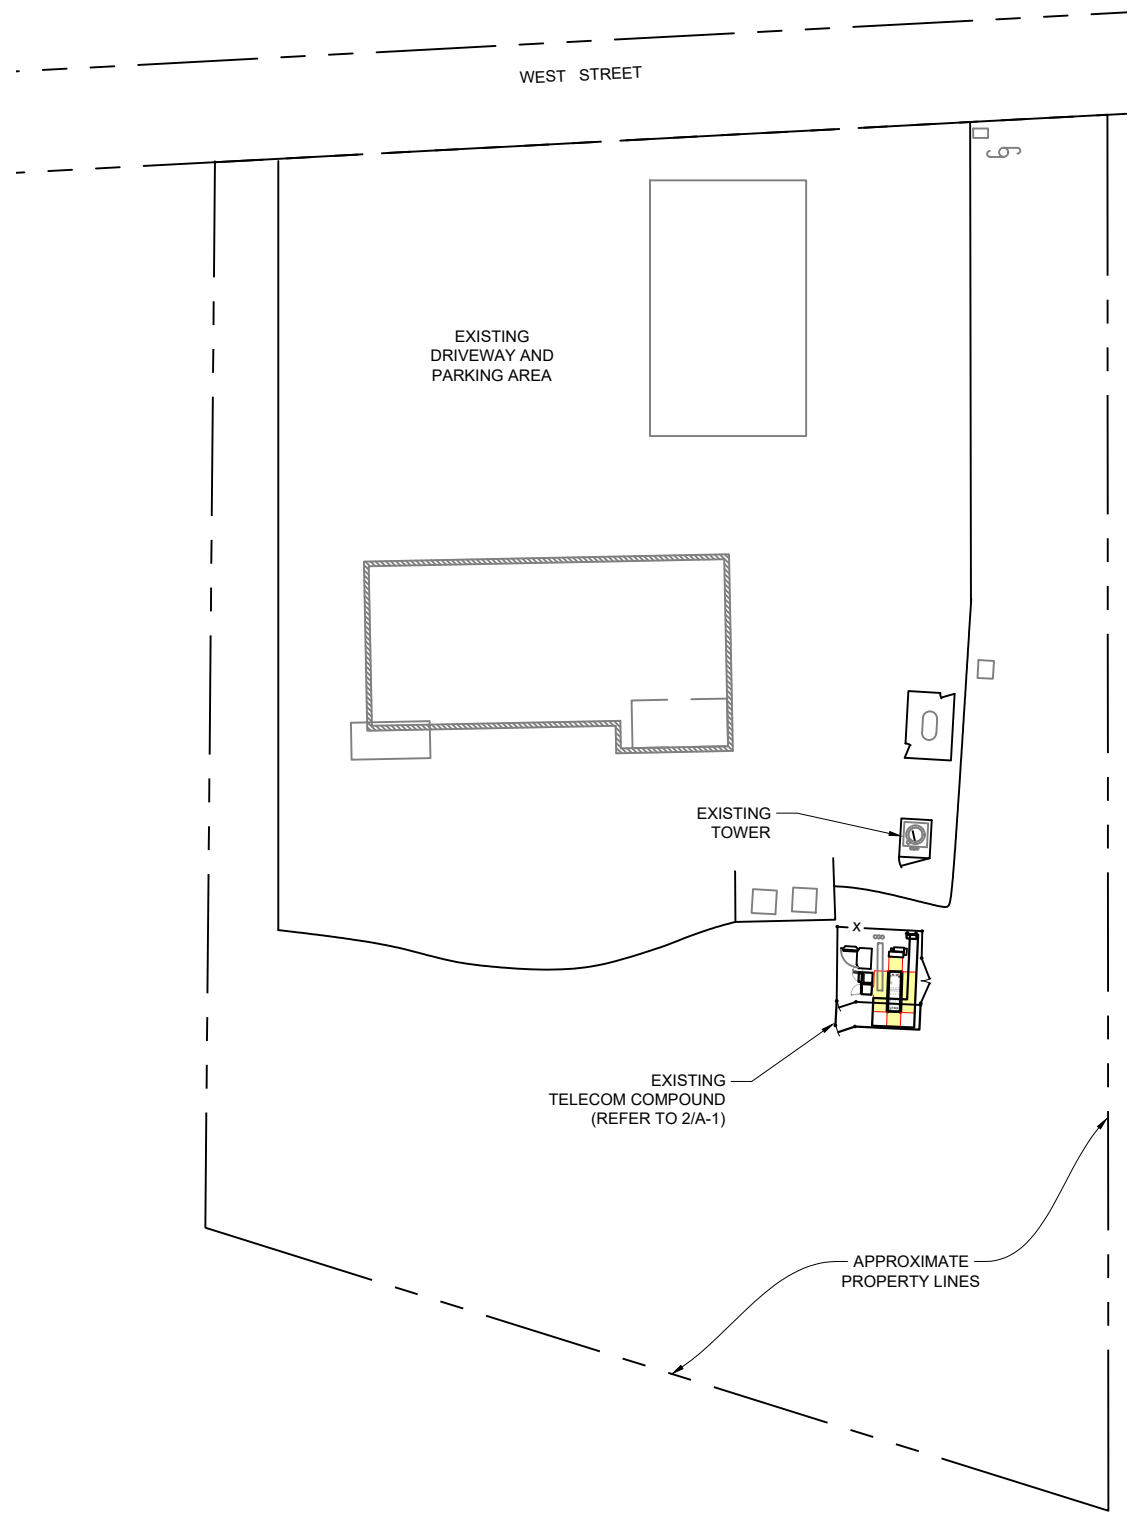 WEST STREET
EXISTING
DRIVEWAY AND
PARKING AREA
EXISTING
TOWER
X
EXISTING
TELECOM COMPOUND
(REFER TO 2/A-1)
APPROXIMATE
PROPERTY LINES